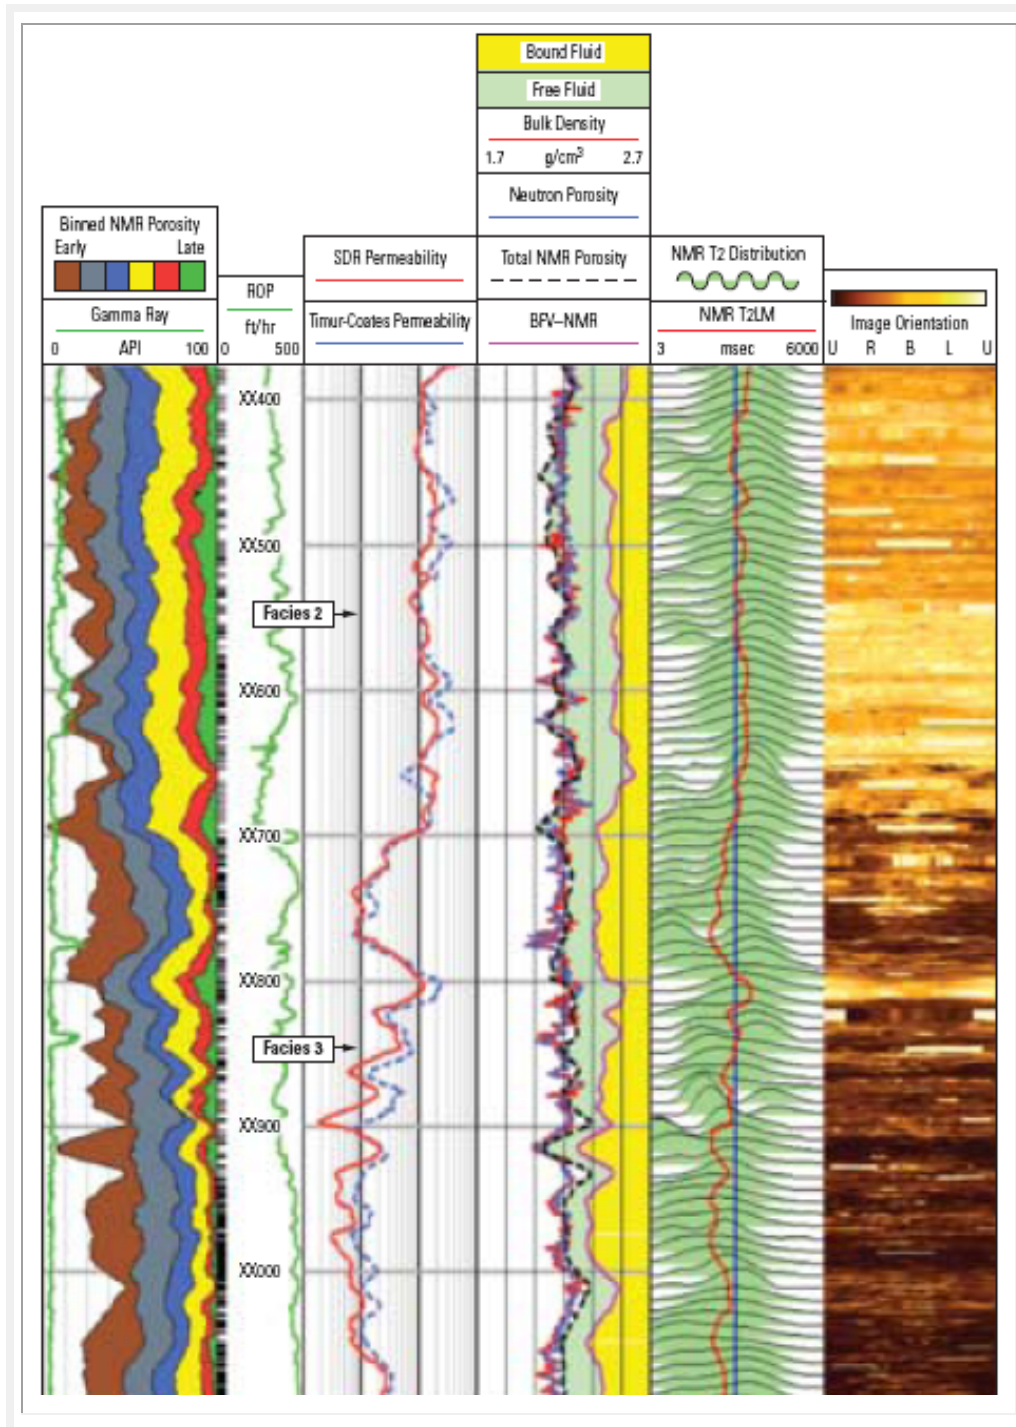 Bound Fluid
Free Fluid
Bulk Density
1.7 g/cm³ 2.7
Neutron Porosity
Binned NMR Porosity
Early Late
SDR Permeability
Total NMR Porosity
NMR T2 Distribution
ROP
Gamma Ray
ft/hr
Timur-Coates Permeability
BFV–NMR
NMR T2LM
Image Orientation
0 API 100
0 500
3 msec 6000
U R B L U
XX400
XX500
Facies 2
XX600
XX700
XX800
Facies 3
XX900
XX000